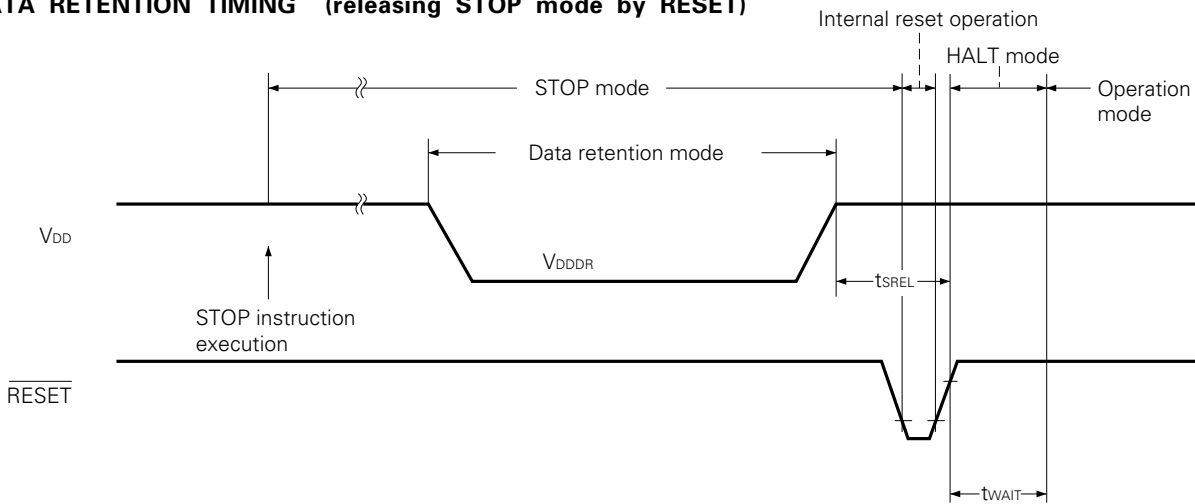 ATA RETENTION TIMING (releasing STOP mode by RESET)
Internal reset operation
HALT mode
STOP mode
Operation
mode
Data retention mode
VDD
VDDDR
tSREL
STOP instruction
execution
RESET
tWAIT